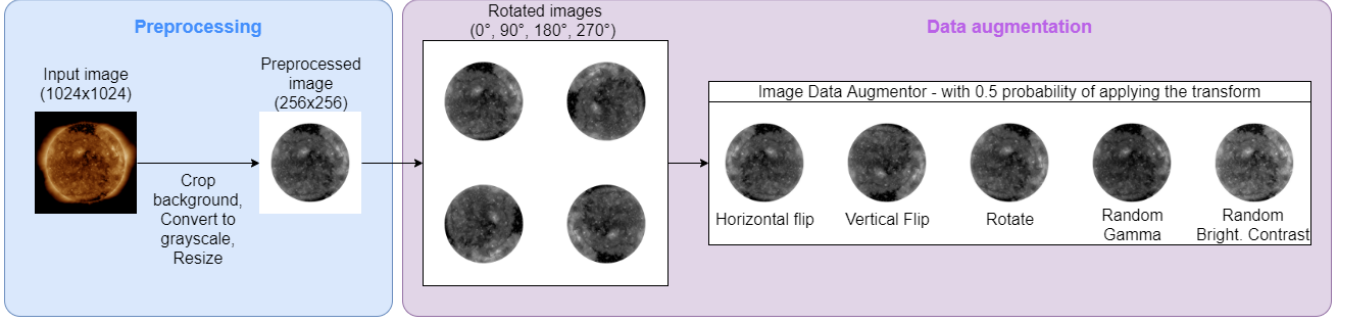 Preprocessing
Input image
(1024x1024)
Crop
background,
Convert to
grayscale,
Resize
Preprocessed
image
(256x256)
Data augmentation
Rotated images
(0°, 90°, 180°, 270°)
Image Data Augmentor - with 0.5 probability of applying the transform
Horizontal flip
Vertical Flip
Rotate
Random
Gamma
Random
Bright. Contrast